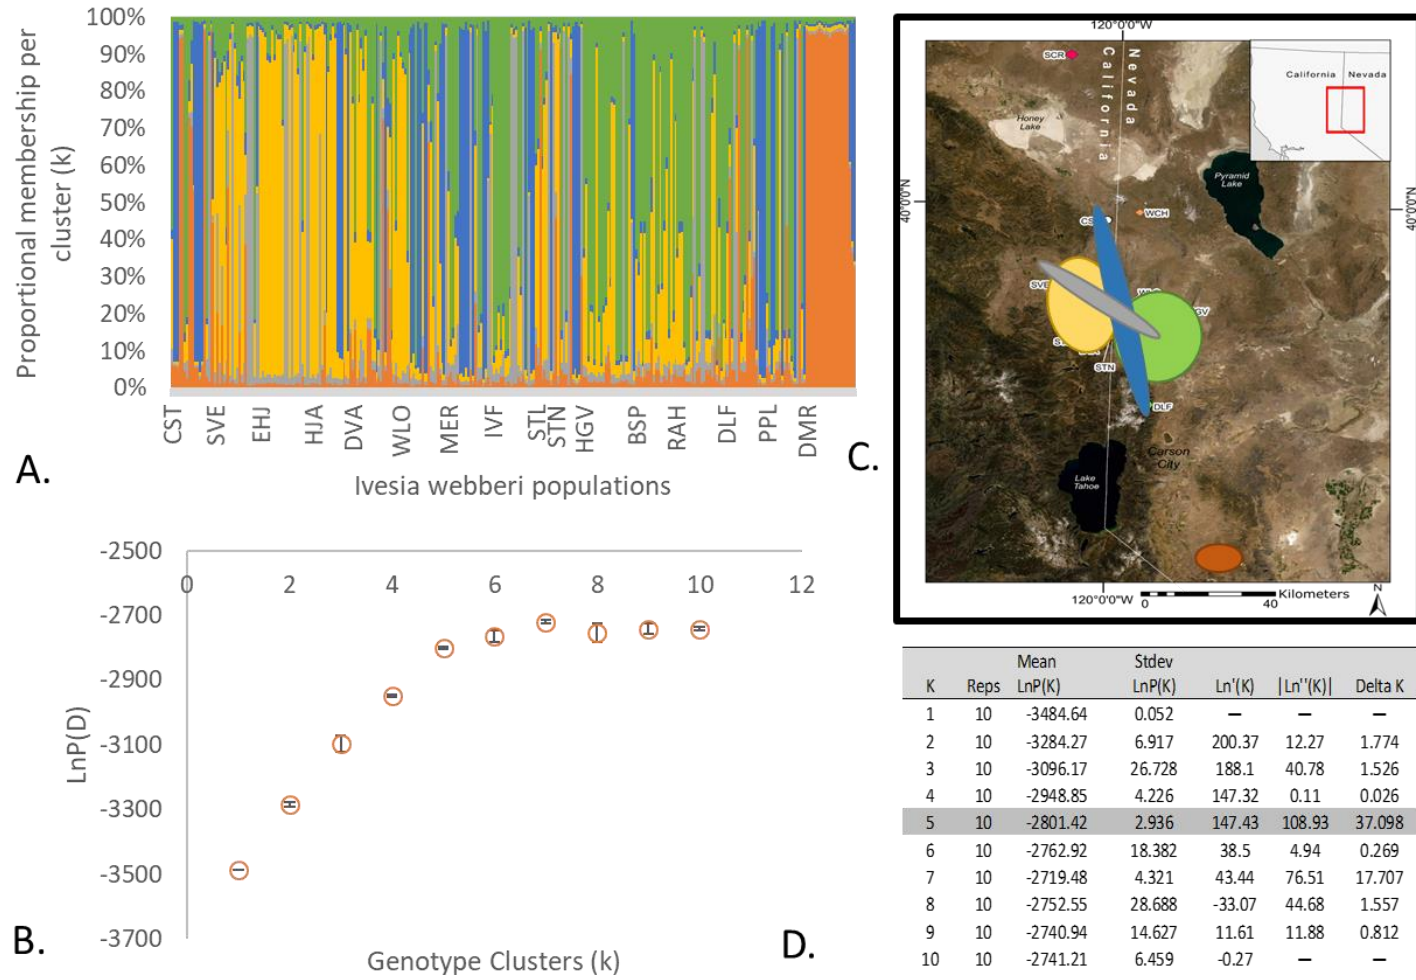 100%
90%
80%
70%
60%
50%
40%
30%
20%
10%
0%
Proportional membership per
cluster (k)
CST
SVE
EHJ
HJA
DVA
WLO
MER
IVF
STL
STN
HGV
BSP
RAH
DLF
PPL
DMR
Ivesia webberi populations
A.
-2500
-2700
-2900
-3100
-3300
-3500
-3700
0
2
4
6
8
10
12
LnP(D)
Genotype Clusters (k)
B.
120°0'0"W
SCR
California
Nevada
California Nevada
Honey
Lake
Pyramid
Lake
40°0'0"N
40°0'0"N
WCH
SVE
GV
STN
DLF
Carson
City
Lake
Tahoe
120°0'0"W
0
40
Kilometers
N
C.
Mean Stdev
K Reps LnP(K) LnP(K) Ln'(K) |Ln''(K)| Delta K
1 10 -3484.64 0.052 — — —
2 10 -3284.27 6.917 200.37 12.27 1.774
3 10 -3096.17 26.728 188.1 40.78 1.526
4 10 -2948.85 4.226 147.32 0.11 0.026
5 10 -2801.42 2.936 147.43 108.93 37.098
6 10 -2762.92 18.382 38.5 4.94 0.269
7 10 -2719.48 4.321 43.44 76.51 17.707
8 10 -2752.55 28.688 -33.07 44.68 1.557
9 10 -2740.94 14.627 11.61 11.88 0.812
10 10 -2741.21 6.459 -0.27 — —
D.